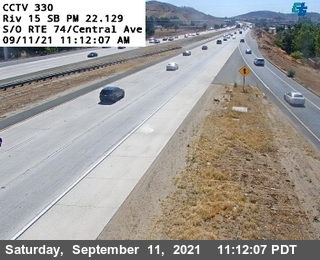 CCTV 330
Riv 15 SB PM 22.129
S/O RTE 74/Central Ave
09/11/21 11:12:07 AM
Saturday, September 11, 2021 11:12:07 PDT